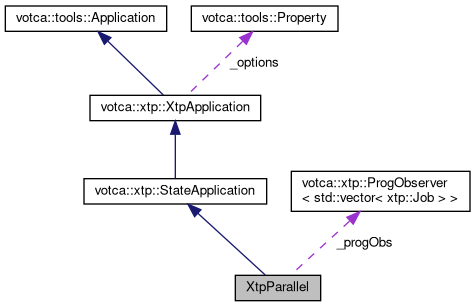 votca::tools::Application
votca::tools::Property
_options
votca::xtp::XtpApplication
votca::xtp::StateApplication
votca::xtp::ProgObserver
< std::vector< xtp::Job > >
_progObs
XtpParallel